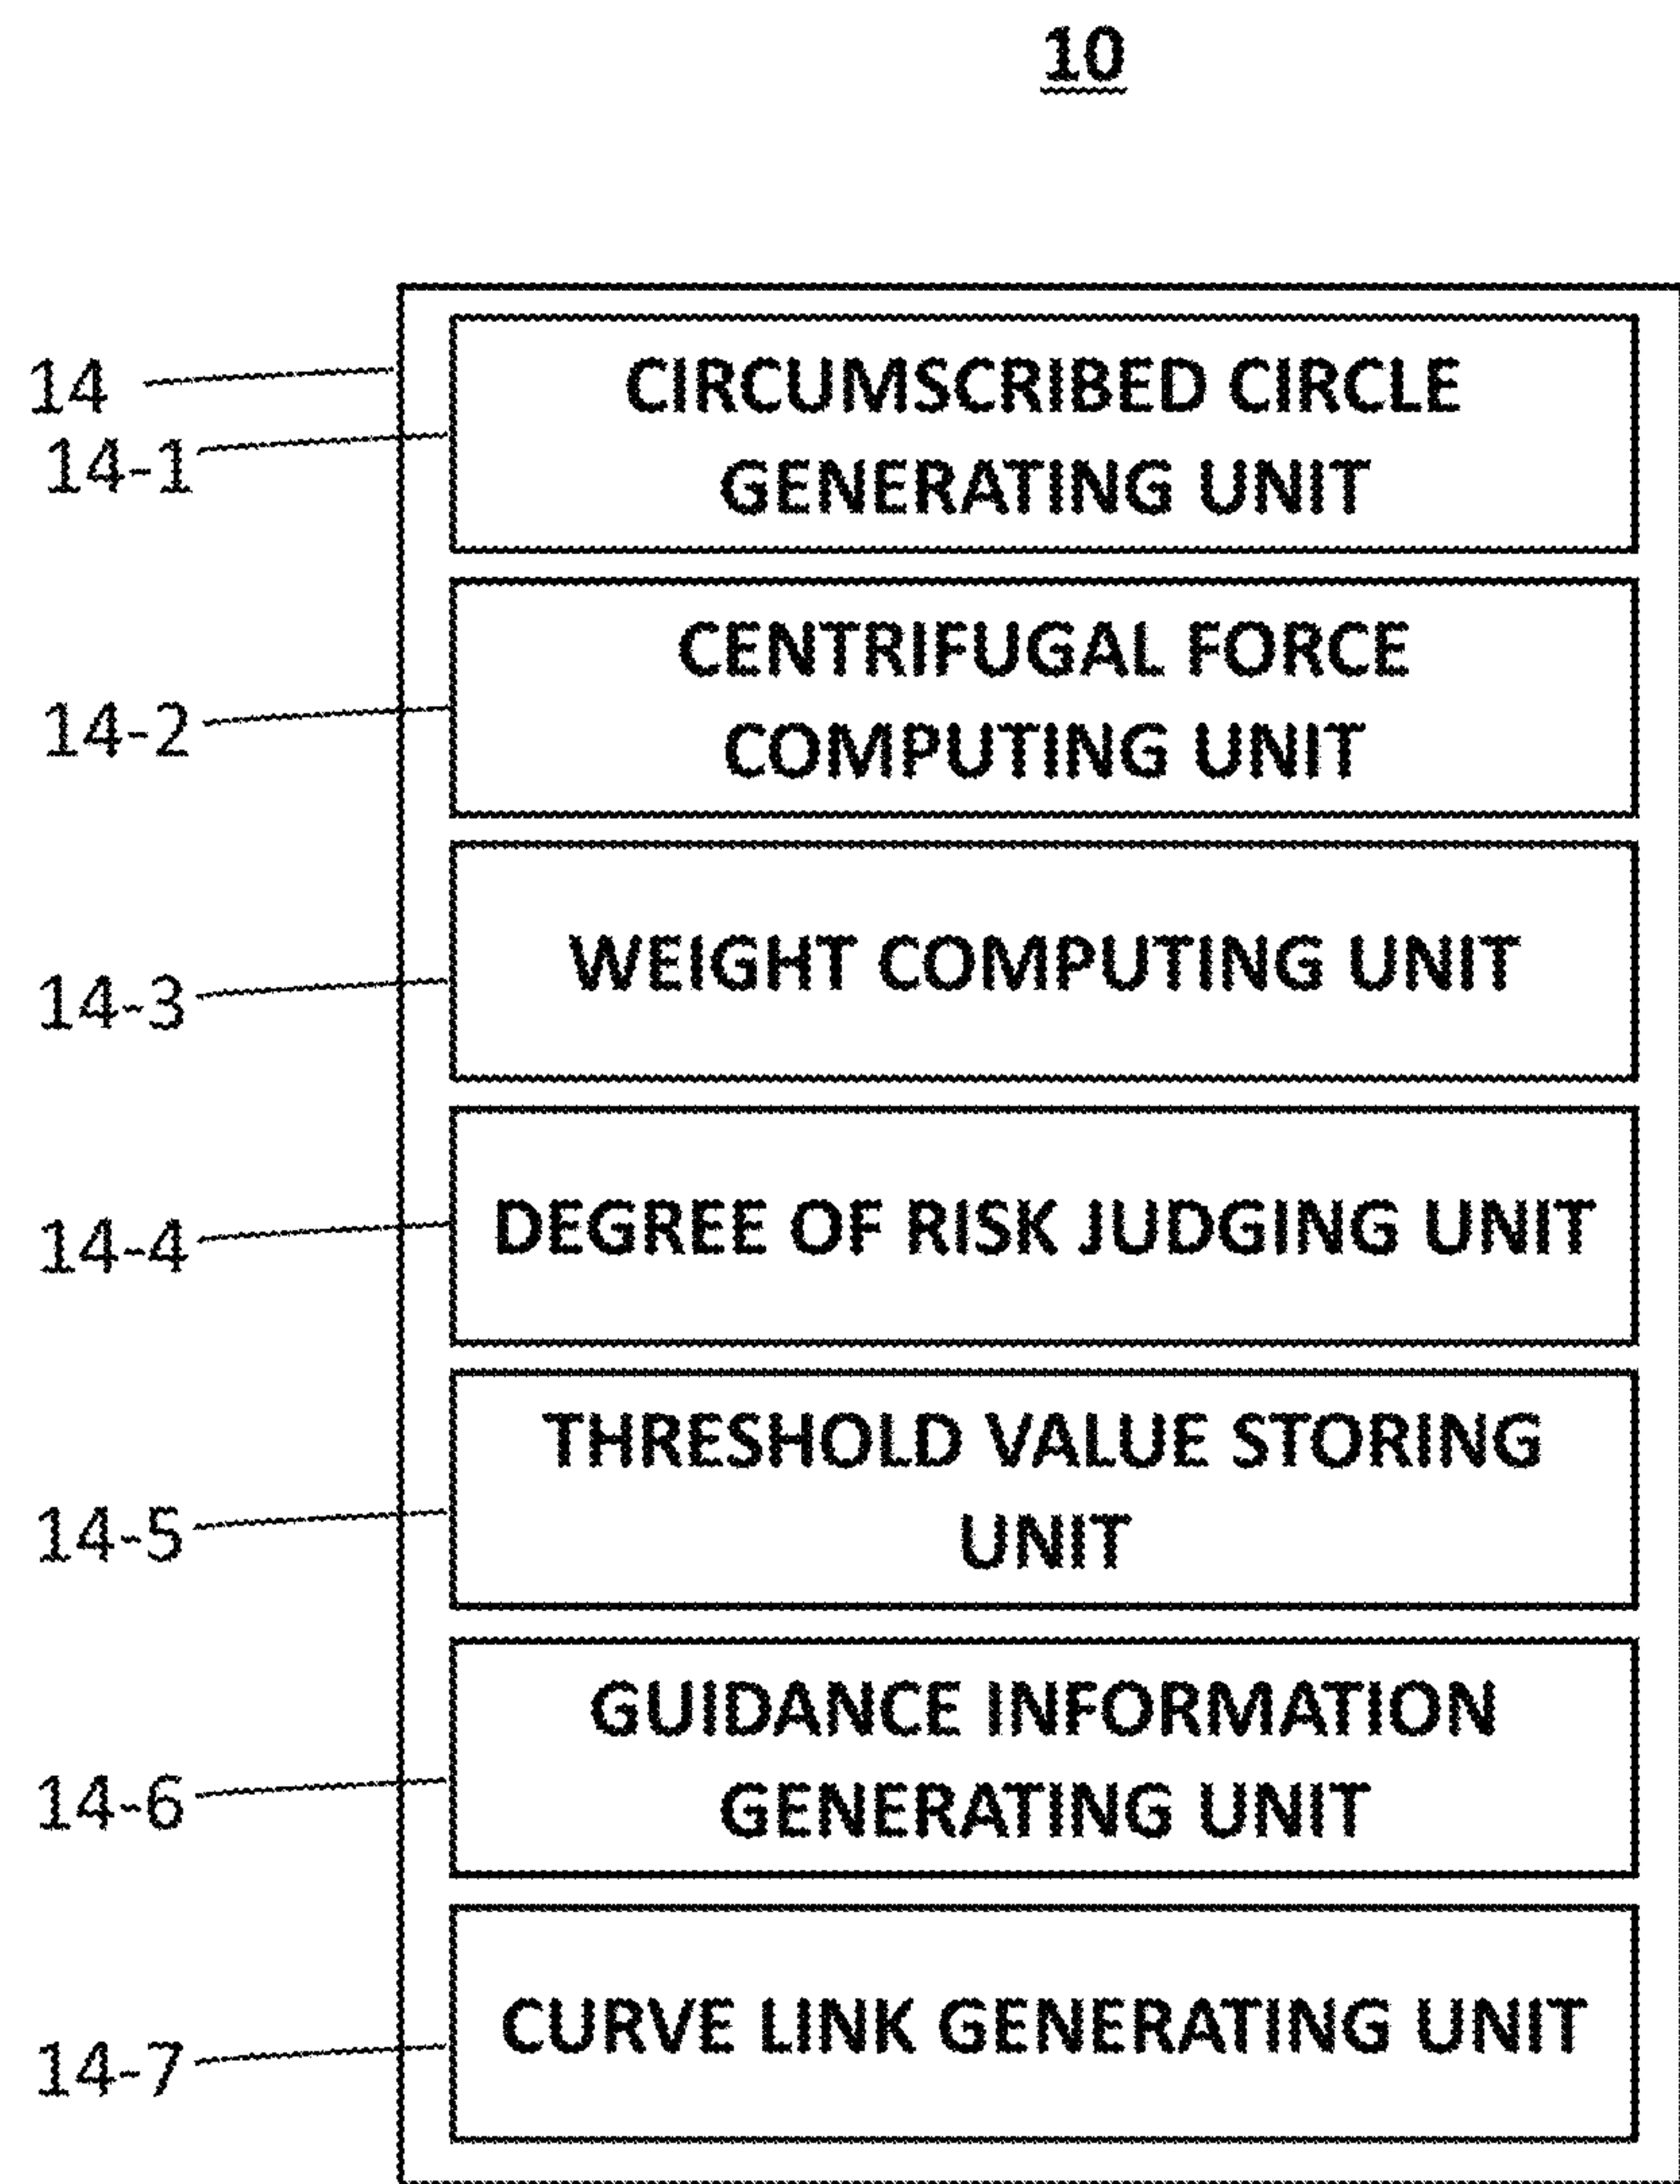 10
14
14-1
CIRCUMSCRIBED CIRCLE
GENERATING UNIT
14-2
CENTRIFUGAL FORCE
COMPUTING UNIT
14-3
WEIGHT COMPUTING UNIT
14-4
DEGREE OF RISK JUDGING UNIT
14-5
THRESHOLD VALUE STORING
UNIT
14-6
GUIDANCE INFORMATION
GENERATING UNIT
14-7
CURVE LINK GENERATING UNIT